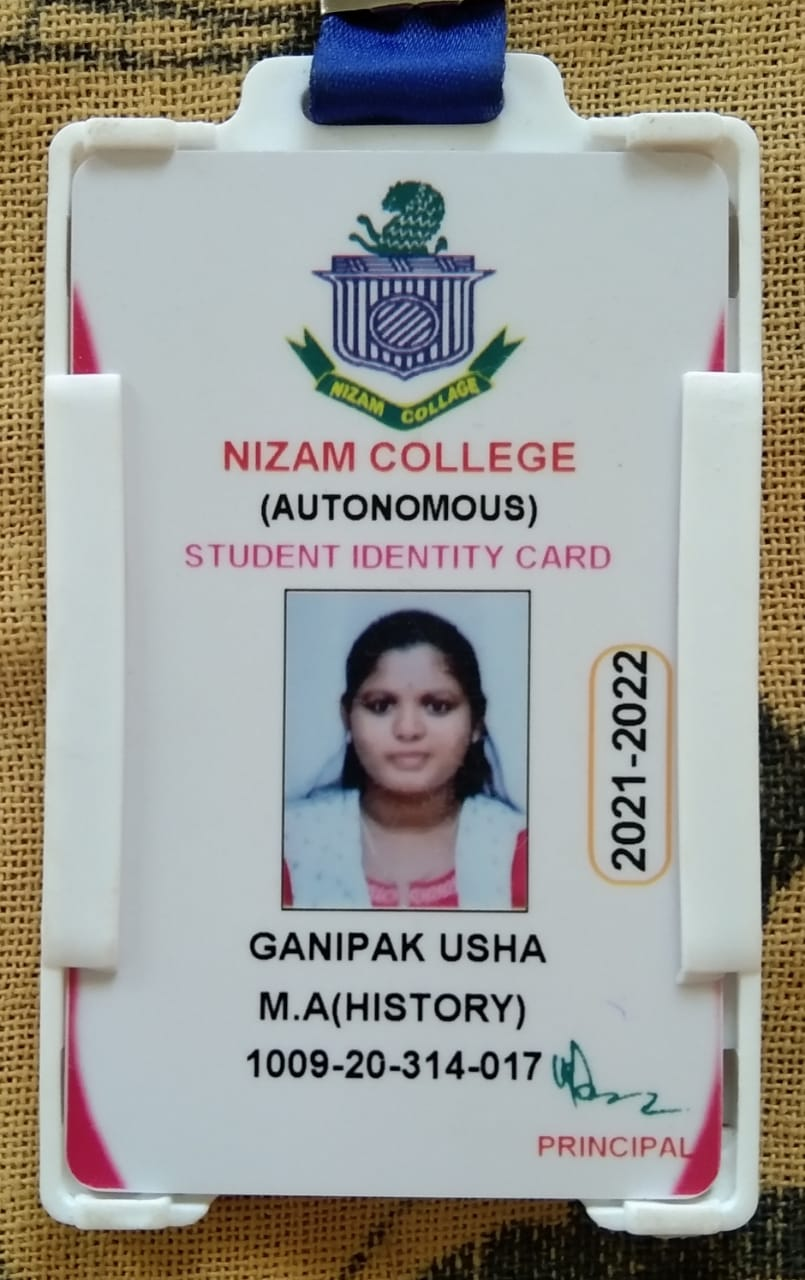 NIZAM COLLAGE
NIZAM COLLEGE
(AUTONOMOUS)
STUDENT IDENTITY CARD
2021-2022
GANIPAK USHA
M.A(HISTORY)
1009-20-314-017
PRINCIPAL